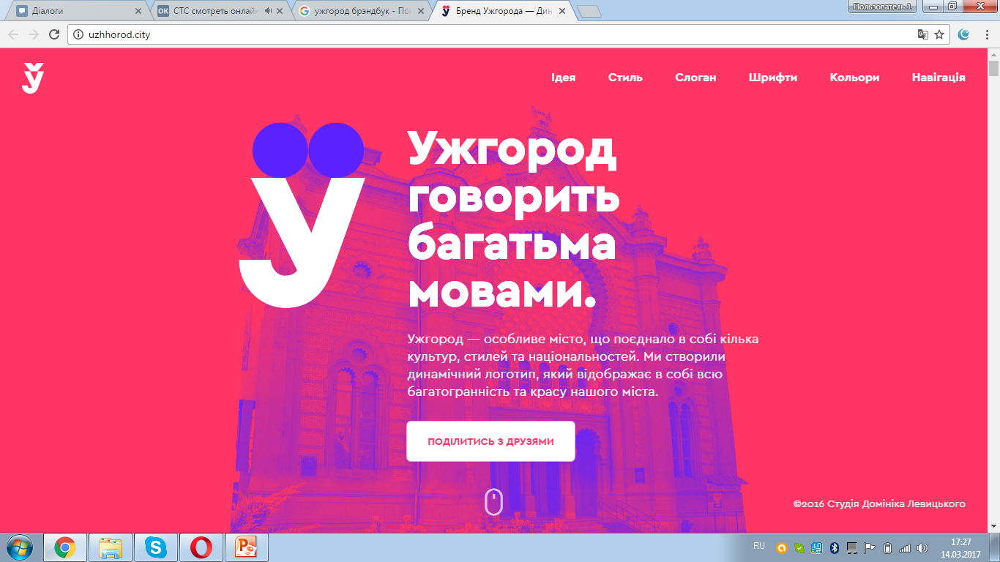 Діалоги
СТС смотреть онлайн
ужгород брэндбук - Пои
Бренд Ужгорода — Дин
Пользователь 1
uzhhorod.city
ў
Ідея
Стиль
Слоган
Шрифти
Кольори
Навігація
ӱ
Ужгород
говорить
багатьма
мовами.
Ужгород — особливе місто, що поєднало в собі кілька
культур, стилей та національностей. Ми створили
динамічний логотип, який відображає в собі всю
багатогранність та красу нашого міста.
ПОДІЛИТИСЬ З ДРУЗЯМИ
©2016 Студія Домініка Левицького
RU
17:27
14.03.2017